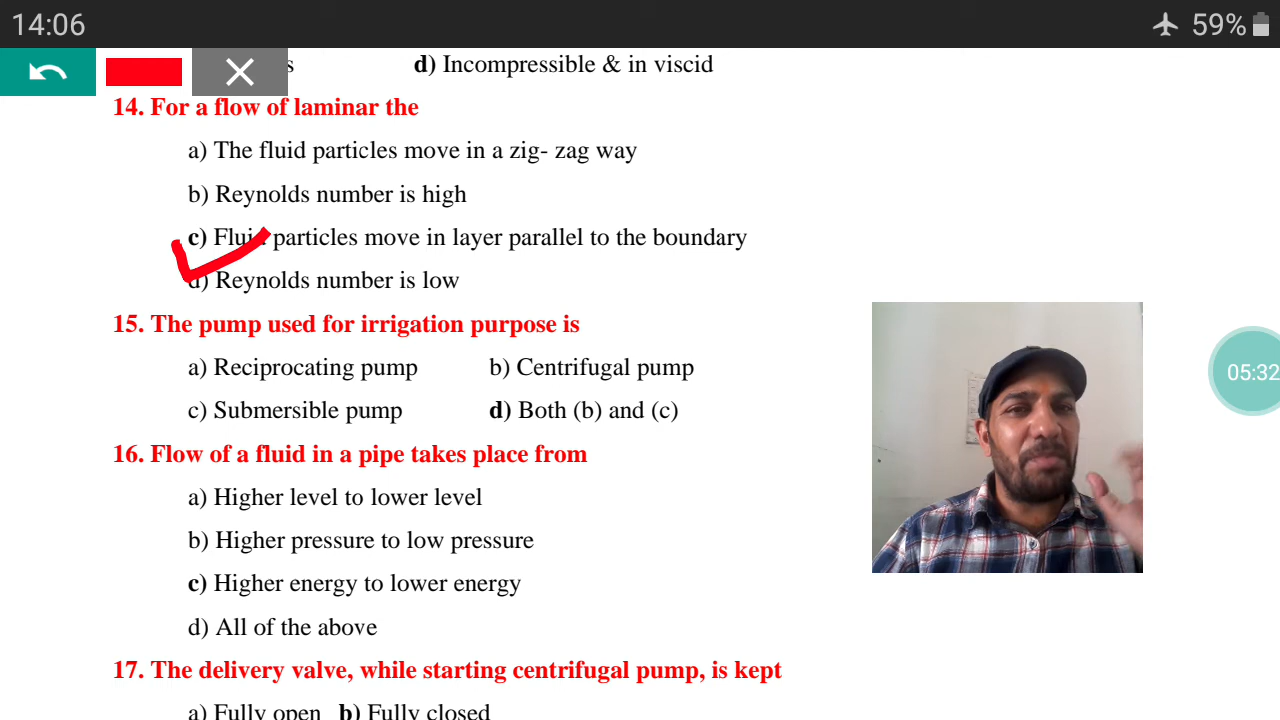 14:06
59%
s d) Incompressible & in viscid
14. For a flow of laminar the
a) The fluid particles move in a zig- zag way
b) Reynolds number is high
c) Fluid particles move in layer parallel to the boundary
d) Reynolds number is low
15. The pump used for irrigation purpose is
a) Reciprocating pump b) Centrifugal pump
c) Submersible pump d) Both (b) and (c)
16. Flow of a fluid in a pipe takes place from
a) Higher level to lower level
b) Higher pressure to low pressure
c) Higher energy to lower energy
d) All of the above
05:32
17. The delivery valve, while starting centrifugal pump, is kept
a) Fully open b) Fully closed